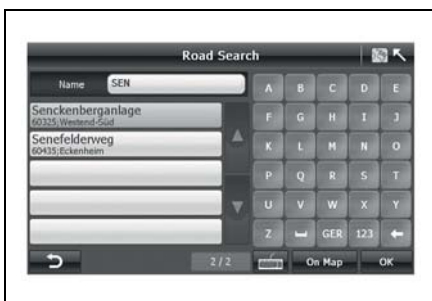 Road Search
Name SEN
Senckenberganlage
60325;Westend-Süd
Senefelderweg
60435;Eckenheim
2/2
A B C D E
F G H I J
K L M N O
P Q R S T
U V W X Y
Z GER 123
On Map OK